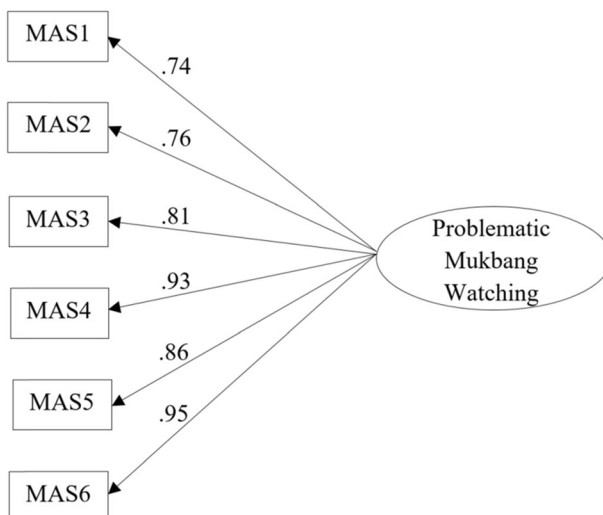 MAS1
.74
MAS2
.76
MAS3
.81
Problematic
Mukbang
Watching
MAS4
.93
MAS5
.86
MAS6
.95